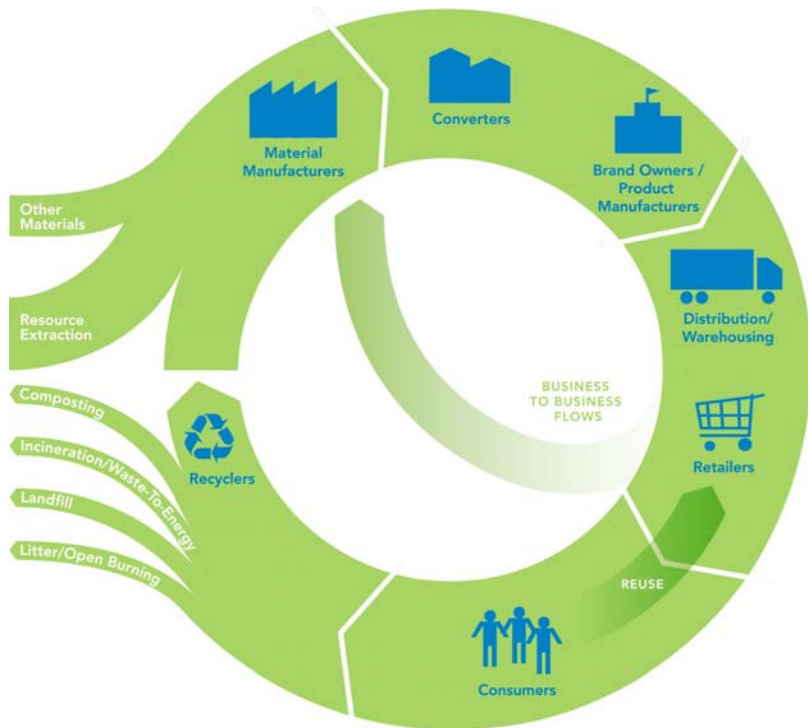 Material
Manufacturers
Converters
Brand Owners /
Product
Manufacturers
Other
Materials
Resource
Extraction
Distribution/
Warehousing
BUSINESS
TO BUSINESS
FLOWS
Composting
Incineration/Waste-To-Energy
Landfill
Litter/Open Burning
Recyclers
Retailers
REUSE
Consumers